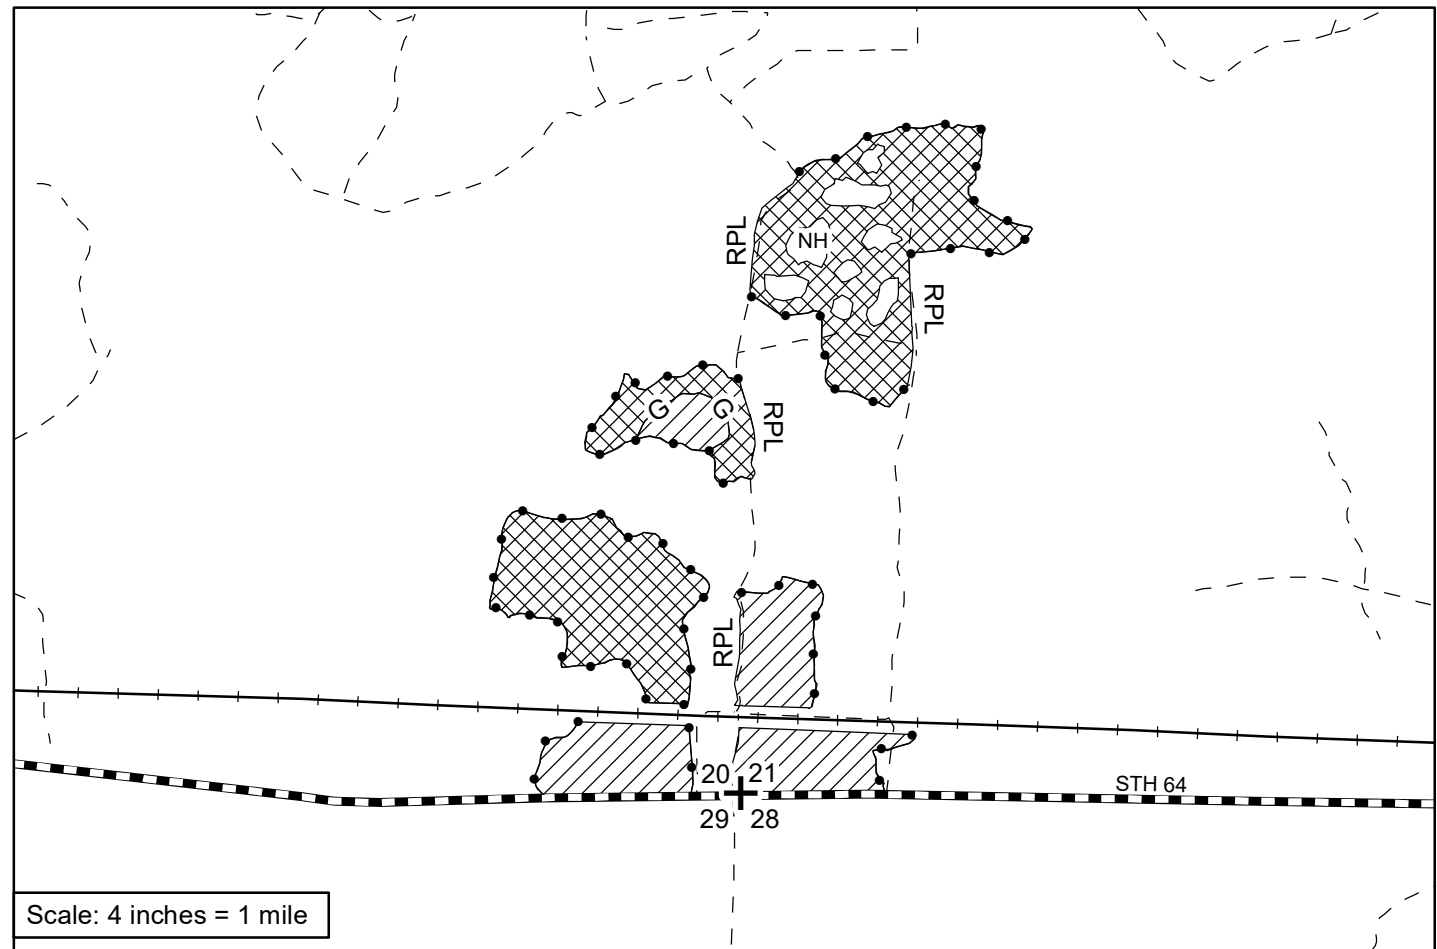 RPL
NH
RPL
G G
RPL
RPL
20 21
STH 64
29 28
Scale: 4 inches = 1 mile